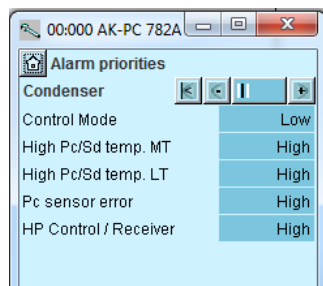 00:000 AK-PC 782A
Alarm priorities
Condenser
Control Mode Low
High Pc/Sd temp. MT High
High Pc/Sd temp. LT High
Pc sensor error High
HP Control / Receiver High